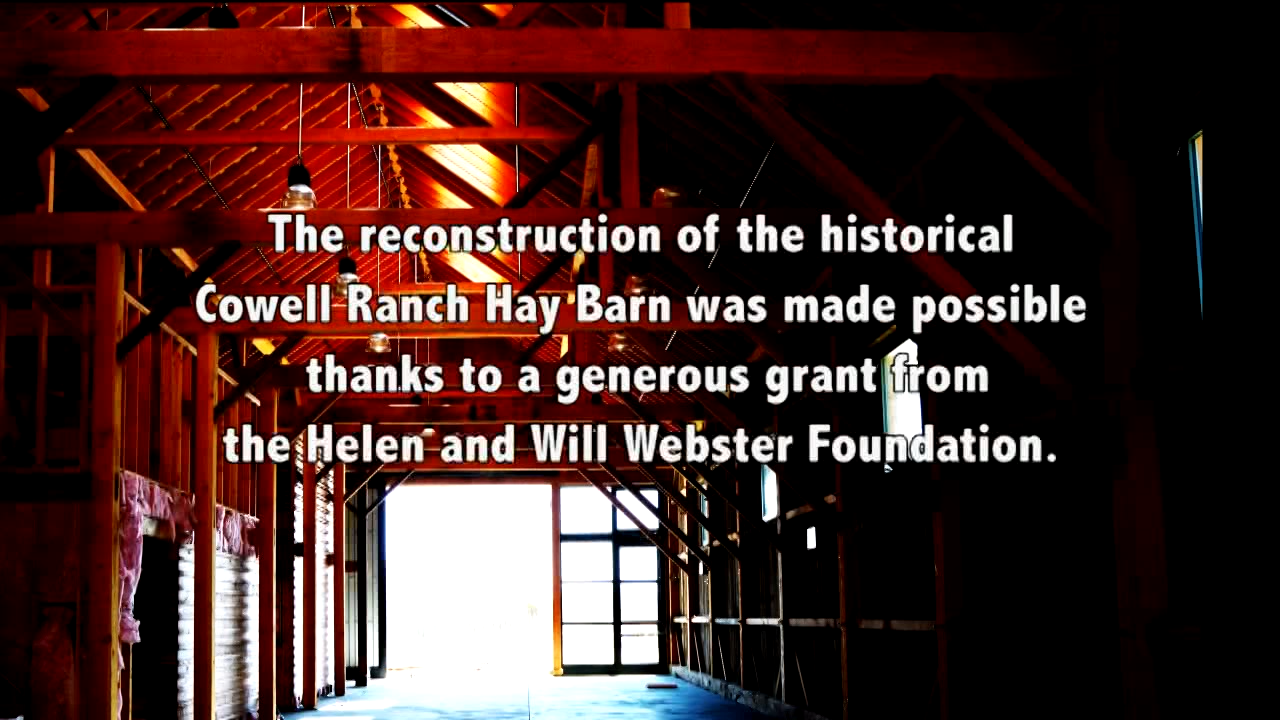 The reconstruction of the historical
Cowell Ranch Hay Barn was made possible
thanks to a generous grant from
the Helen and Will Webster Foundation.